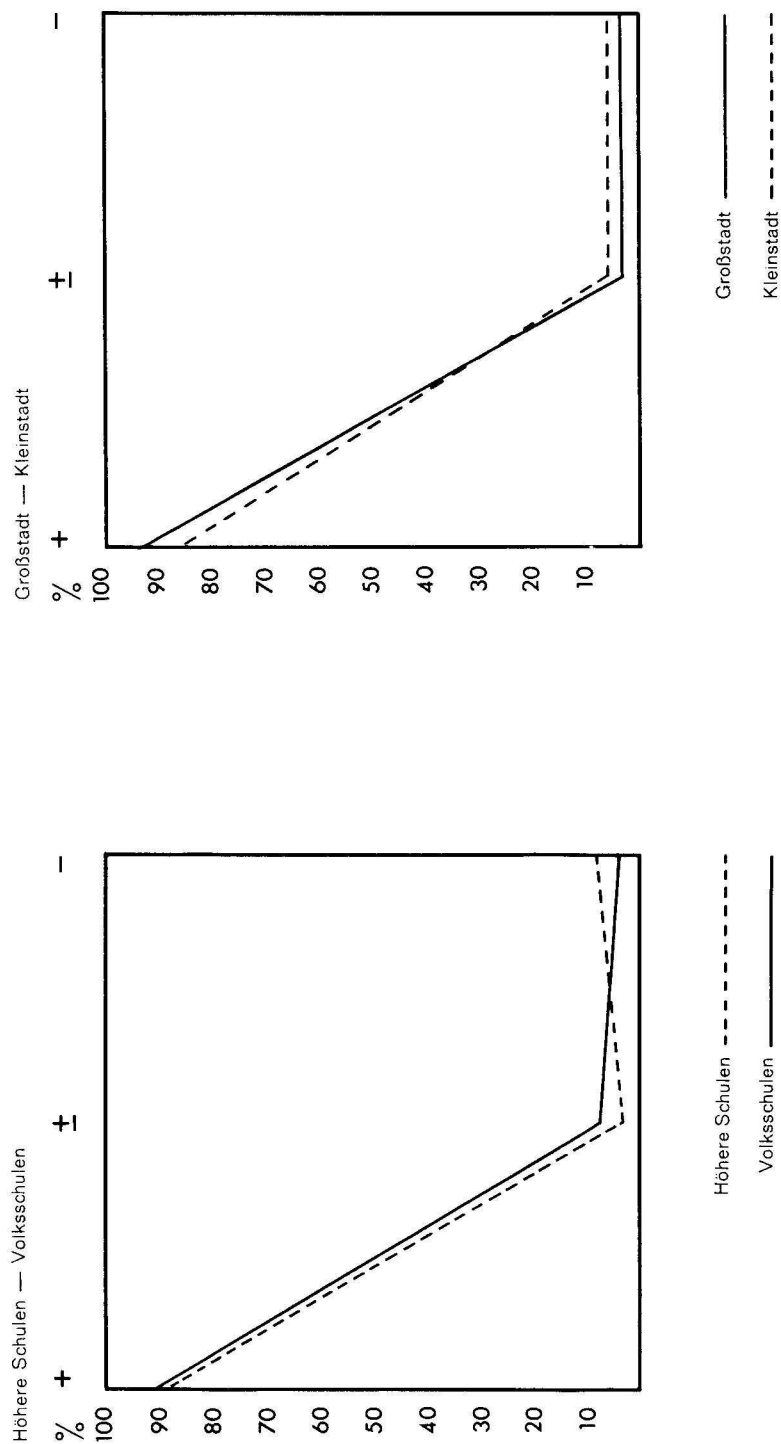 Höhere Schulen — Volksschulen
+ ± −
%
100
90
80
70
60
50
40
30
20
10
Höhere Schulen
Volksschulen
Großstadt — Kleinstadt
+ ± −
%
100
90
80
70
60
50
40
30
20
10
Großstadt
Kleinstadt